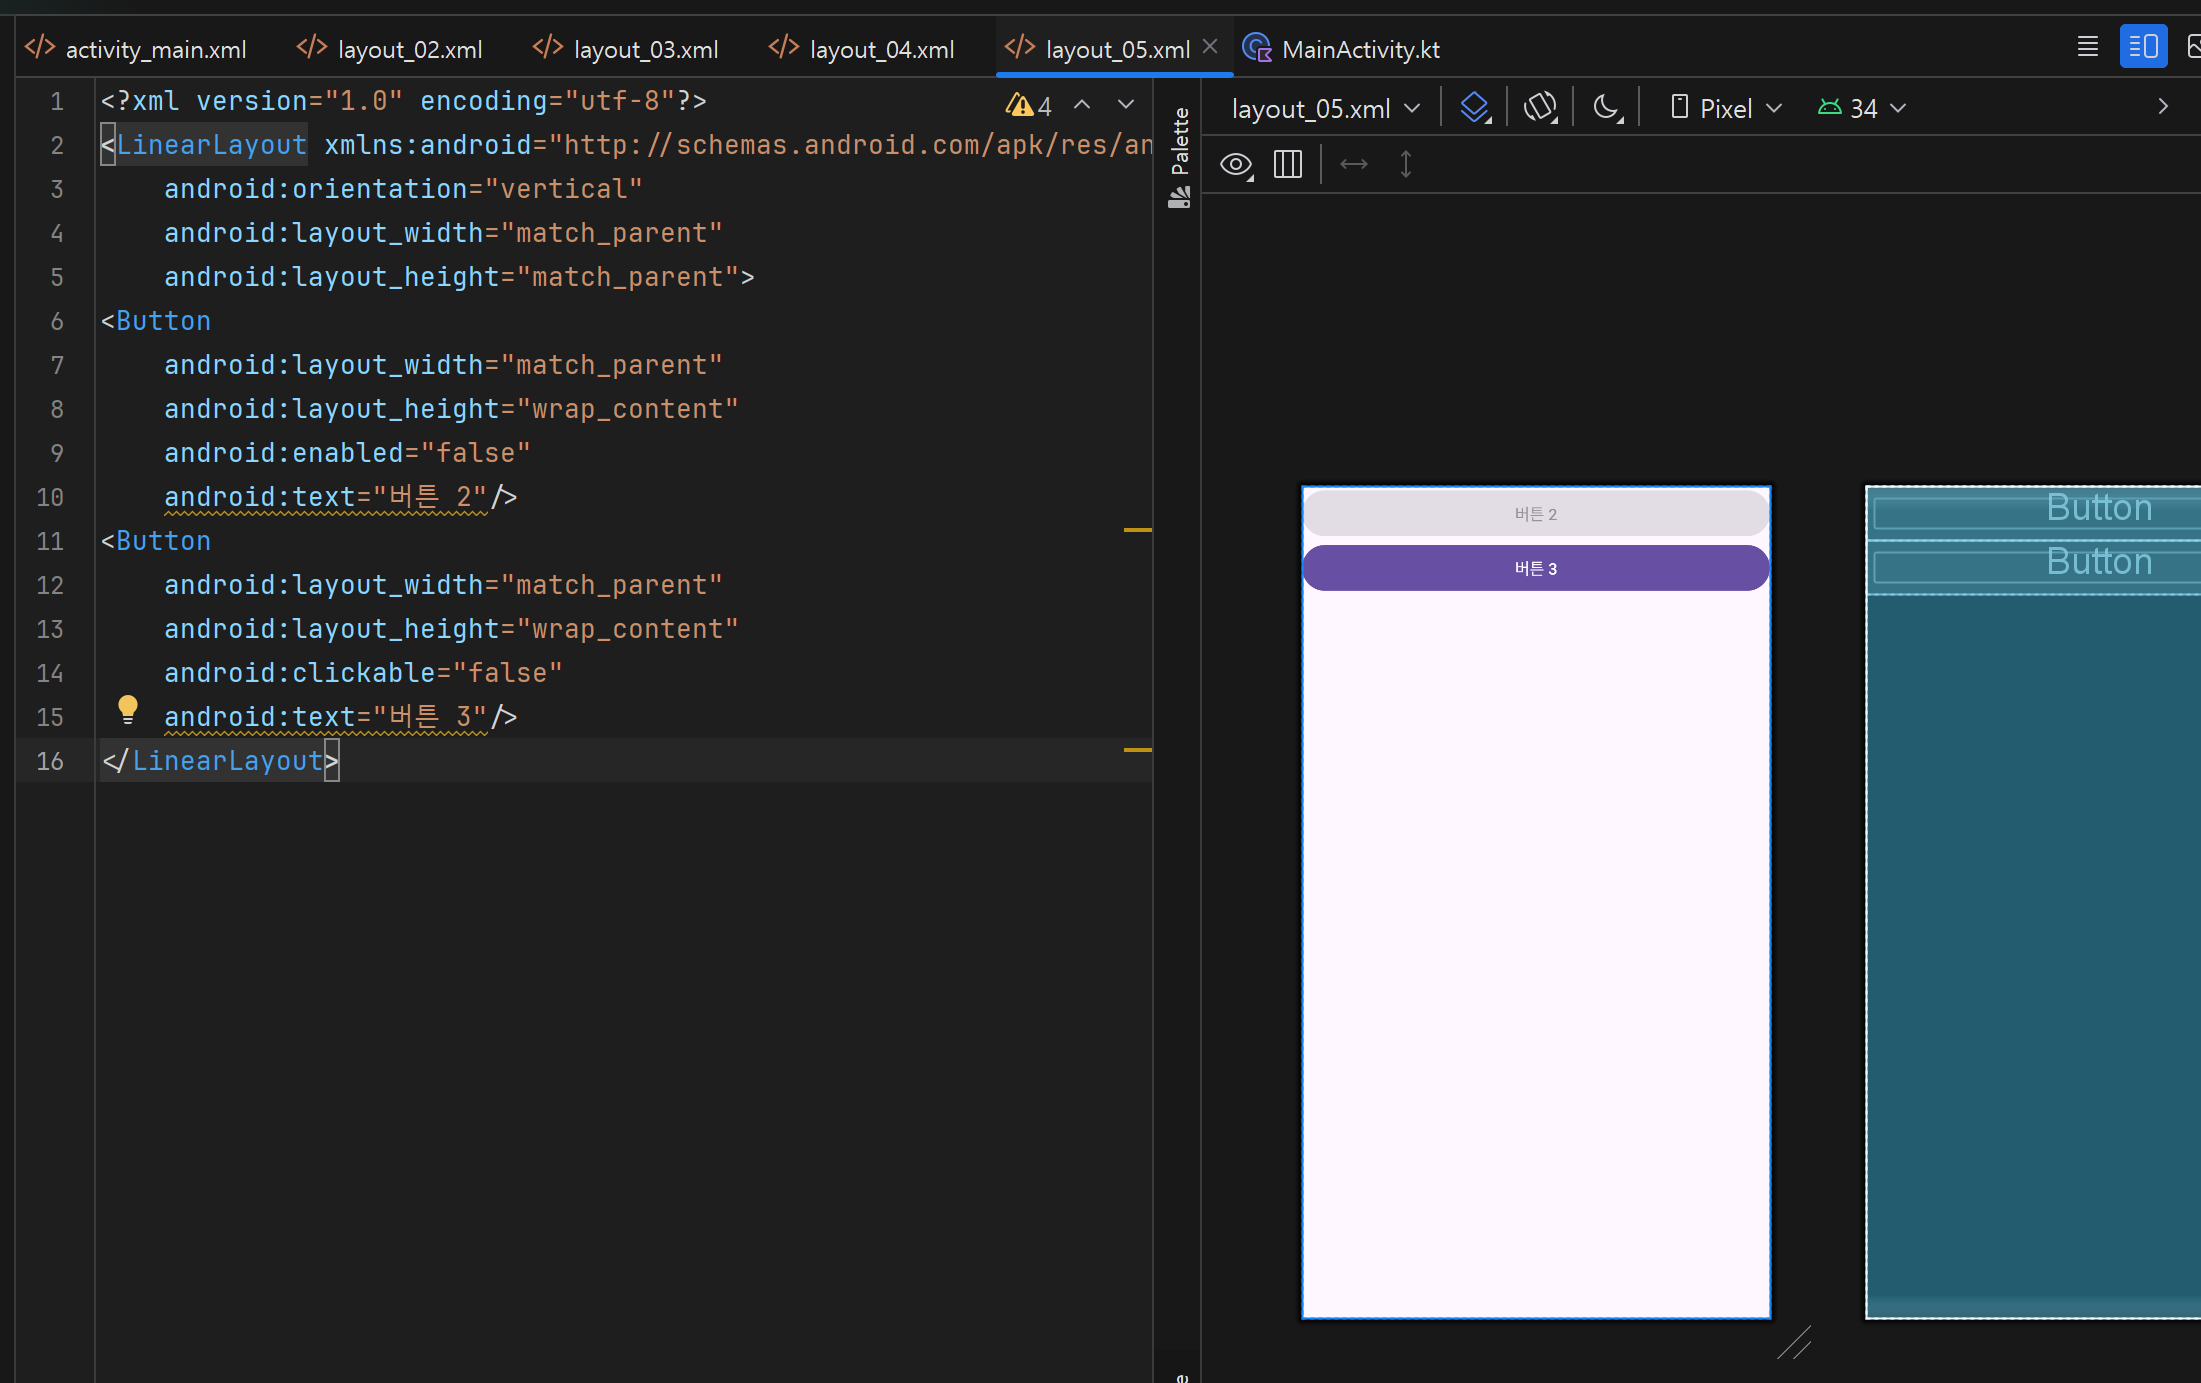 activity_main.xml layout_02.xml layout_03.xml layout_04.xml layout_05.xml MainActivity.kt
1 <?xml version="1.0" encoding="utf-8"?>
4
2 <LinearLayout xmlns:android="http://schemas.android.com/apk/res/an
3 android:orientation="vertical"
4 android:layout_width="match_parent"
5 android:layout_height="match_parent">
6 <Button
7 android:layout_width="match_parent"
8 android:layout_height="wrap_content"
9 android:enabled="false"
10 android:text="버튼 2"/>
11 <Button
12 android:layout_width="match_parent"
13 android:layout_height="wrap_content"
14 android:clickable="false"
15 android:text="버튼 3"/>
16 </LinearLayout>
Palette
layout_05.xml Pixel 34
버튼 2
버튼 3
Button
Button